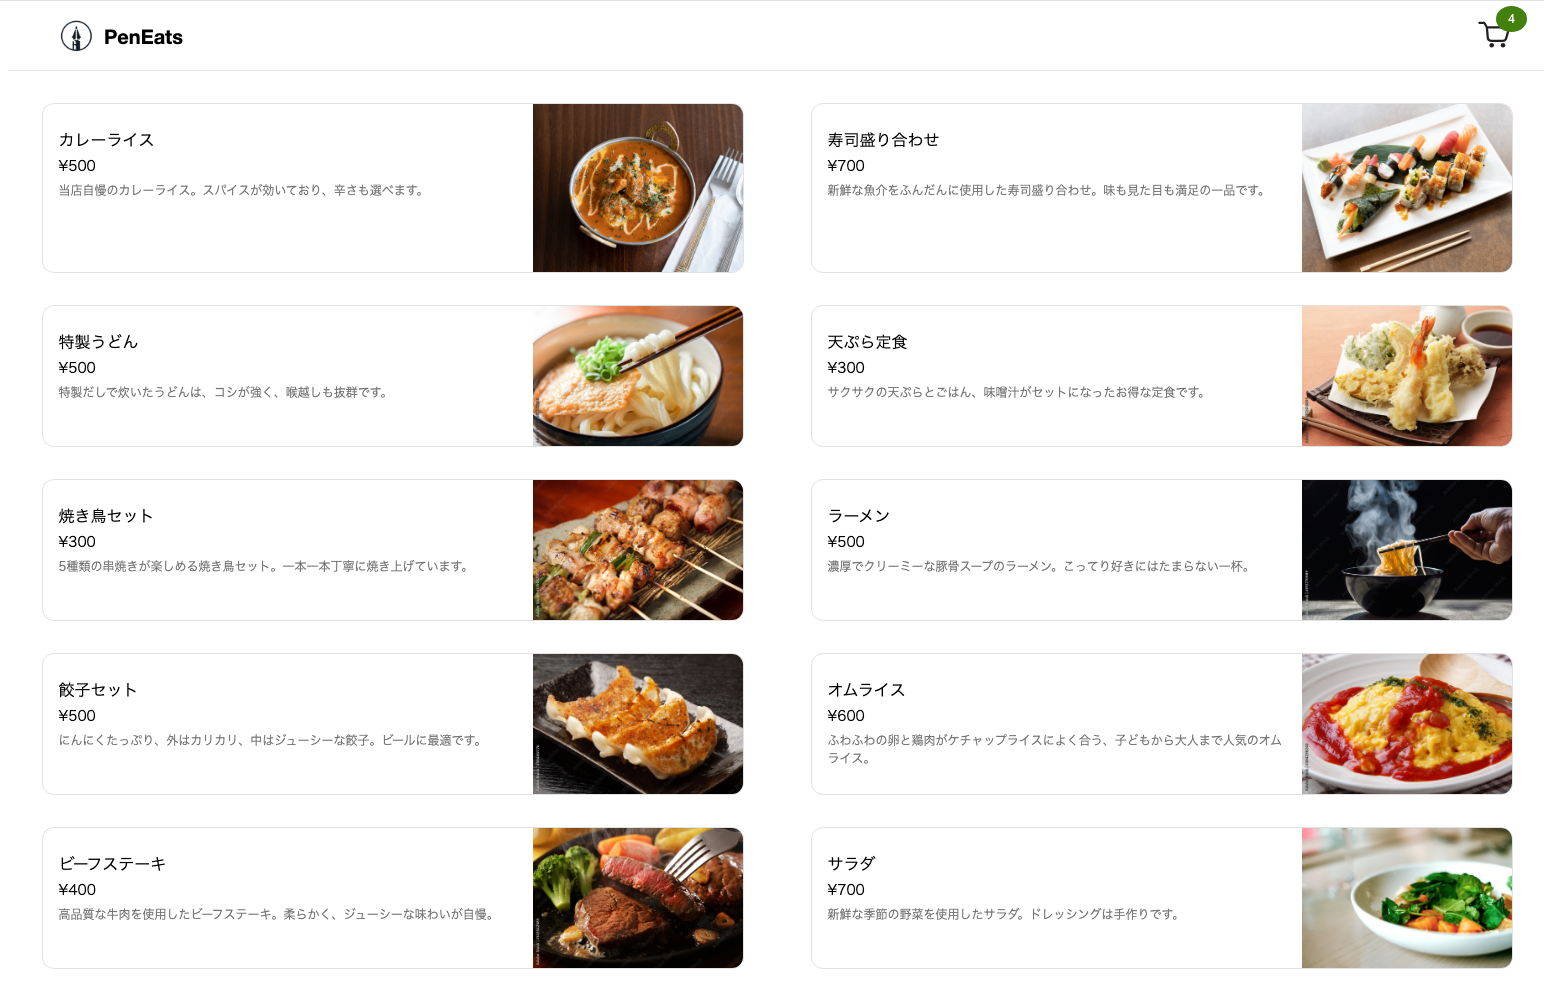 PenEats
4
カレーライス
¥500
当店自慢のカレーライス。スパイスが効いており、辛さも選べます。
寿司盛り合わせ
¥700
新鮮な魚介をふんだんに使用した寿司盛り合わせ。味も見た目も満足の一品です。
特製うどん
¥500
特製だしで炊いたうどんは、コシが強く、喉越しも抜群です。
天ぷら定食
¥300
サクサクの天ぷらとごはん、味噌汁がセットになったお得な定食です。
焼き鳥セット
¥300
5種類の串焼きが楽しめる焼き鳥セット。一本一本丁寧に焼き上げています。
ラーメン
¥500
濃厚でクリーミーな豚骨スープのラーメン。こってり好きにはたまらない一杯。
餃子セット
¥500
にんにくたっぷり、外はカリカリ、中はジューシーな餃子。ビールに最適です。
オムライス
¥600
ふわふわの卵と鶏肉がケチャップライスによく合う、子どもから大人まで人気のオム
ライス。
ビーフステーキ
¥400
高品質な牛肉を使用したビーフステーキ。柔らかく、ジューシーな味わいが自慢。
サラダ
¥700
新鮮な季節の野菜を使用したサラダ。ドレッシングは手作りです。